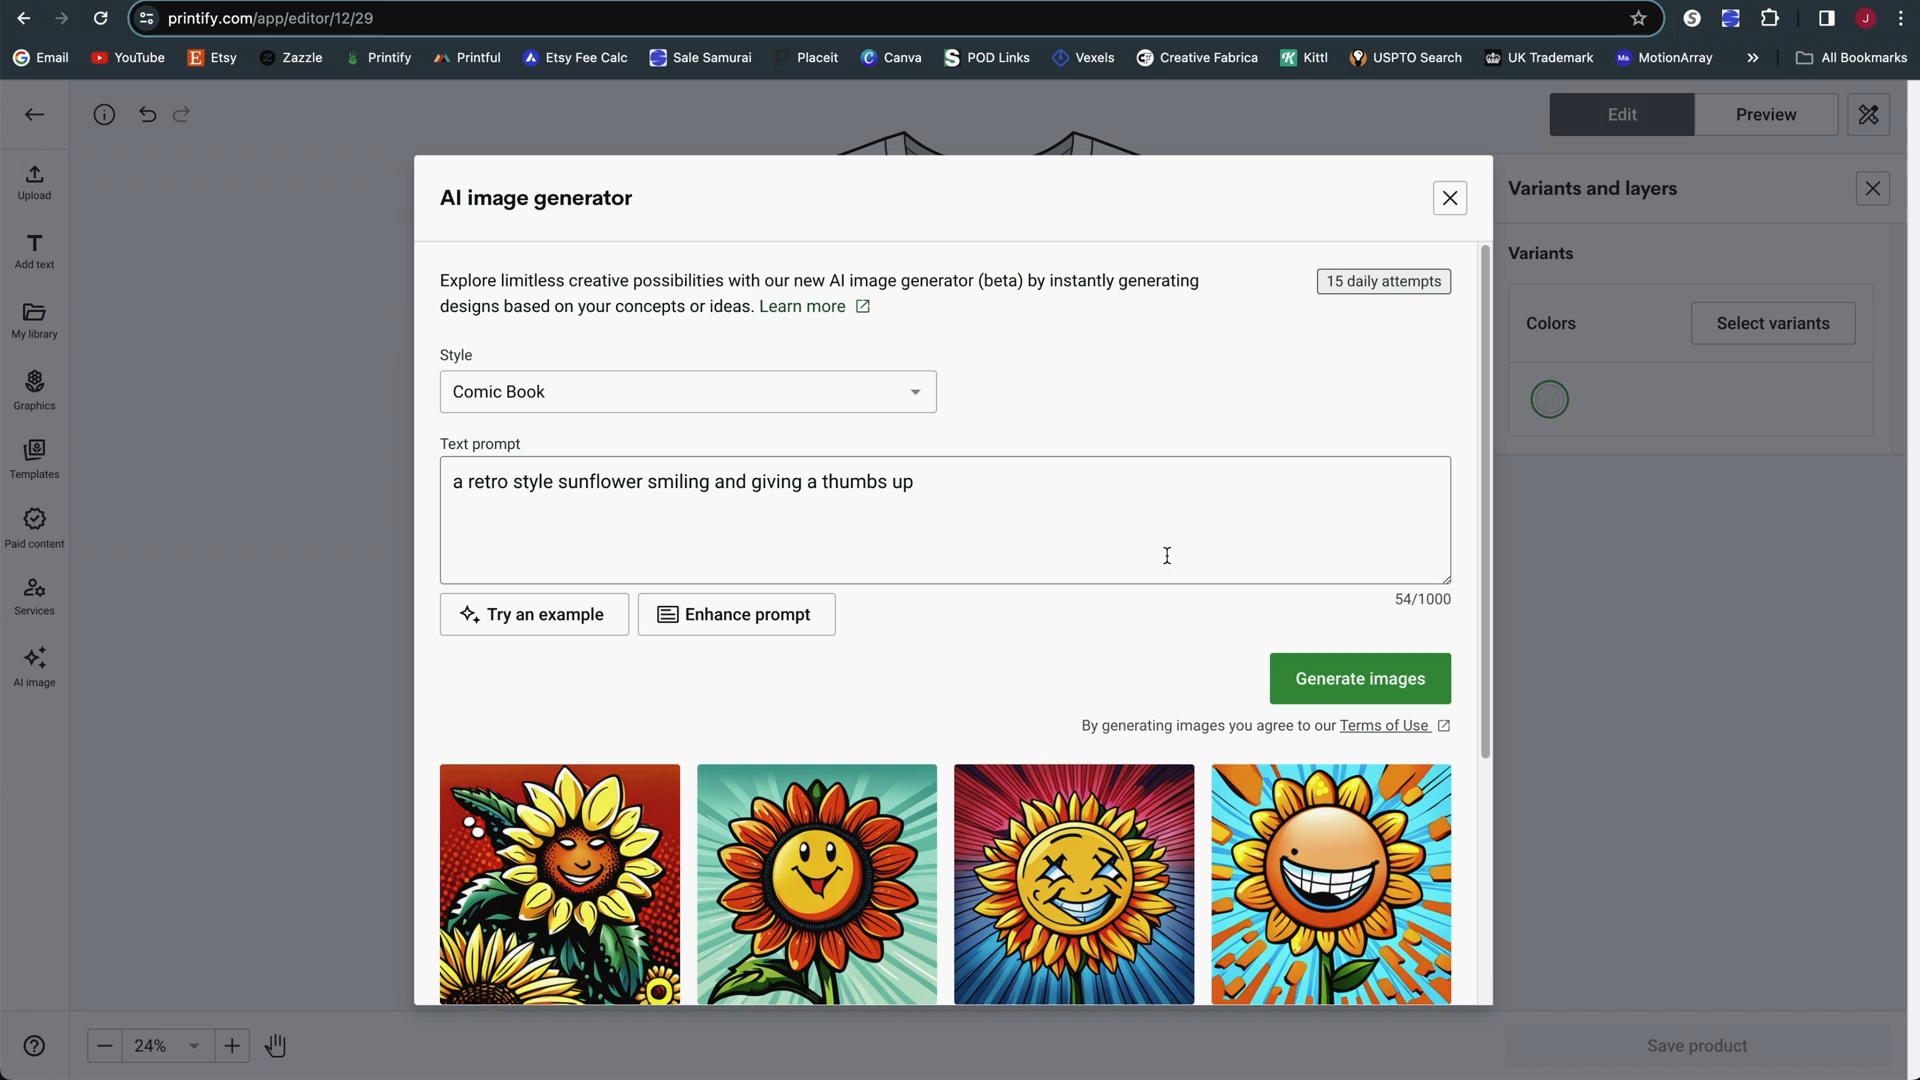 printify.com/app/editor/12/29
Email YouTube Etsy Zazzle Printify Printful Etsy Fee Calc Sale Samurai Placeit Canva POD Links Vexels Creative Fabrica Kittl USPTO Search UK Trademark MotionArray » All Bookmarks
Edit
Preview
Upload
Add text
My library
Graphics
Templates
Paid content
Services
AI image
AI image generator
Explore limitless creative possibilities with our new AI image generator (beta) by instantly generating
designs based on your concepts or ideas. Learn more
15 daily attempts
Style
Comic Book
Text prompt
a retro style sunflower smiling and giving a thumbs up
54/1000
Try an example
Enhance prompt
Generate images
By generating images you agree to our Terms of Use
Variants and layers
Variants
Colors
Select variants
24%
Save product